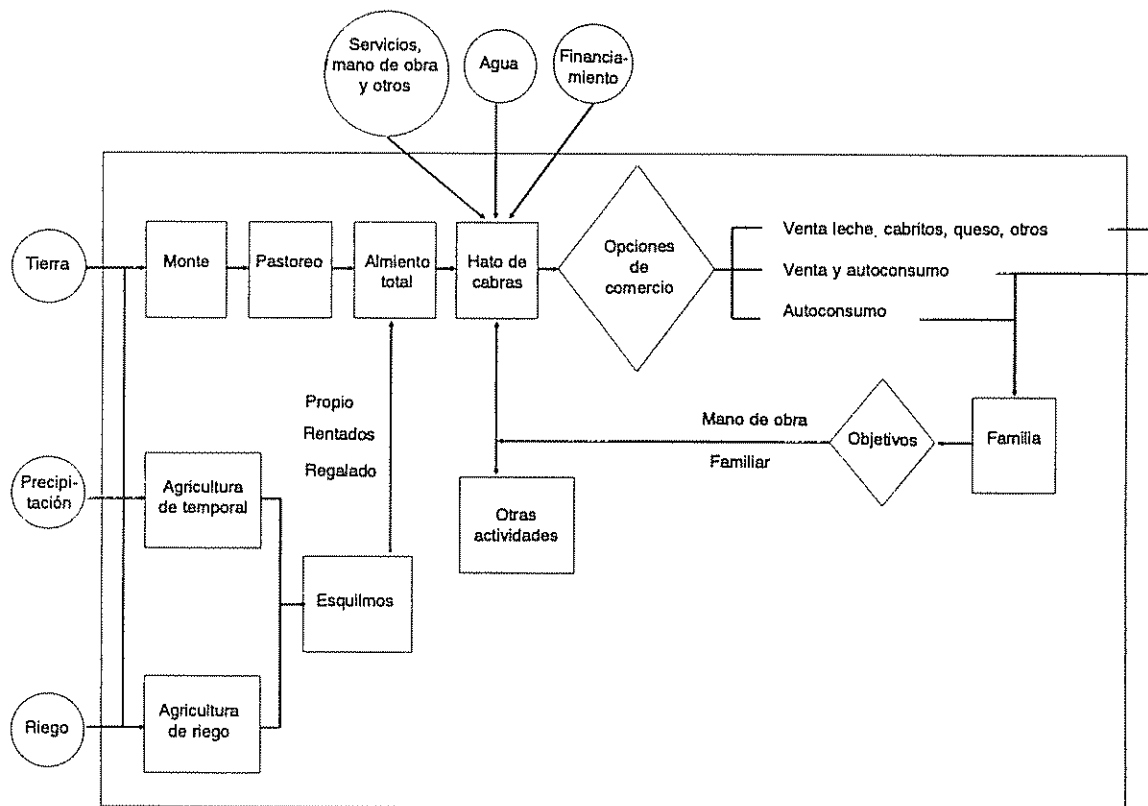 Servicios,
mano de obra
y otros
Agua
Financia-
miento
Tierra
Monte
Pastoreo
Almiento
total
Hato de
cabras
Opciones
de
comercio
Venta leche, cabritos, queso, otros
Venta y autoconsumo
Autoconsumo
Propio
Rentados
Regalado
Mano de obra
Familiar
Objetivos
Familia
Precipi-
tación
Agricultura
de temporal
Otras
actividades
Esquilmos
Riego
Agricultura
de riego